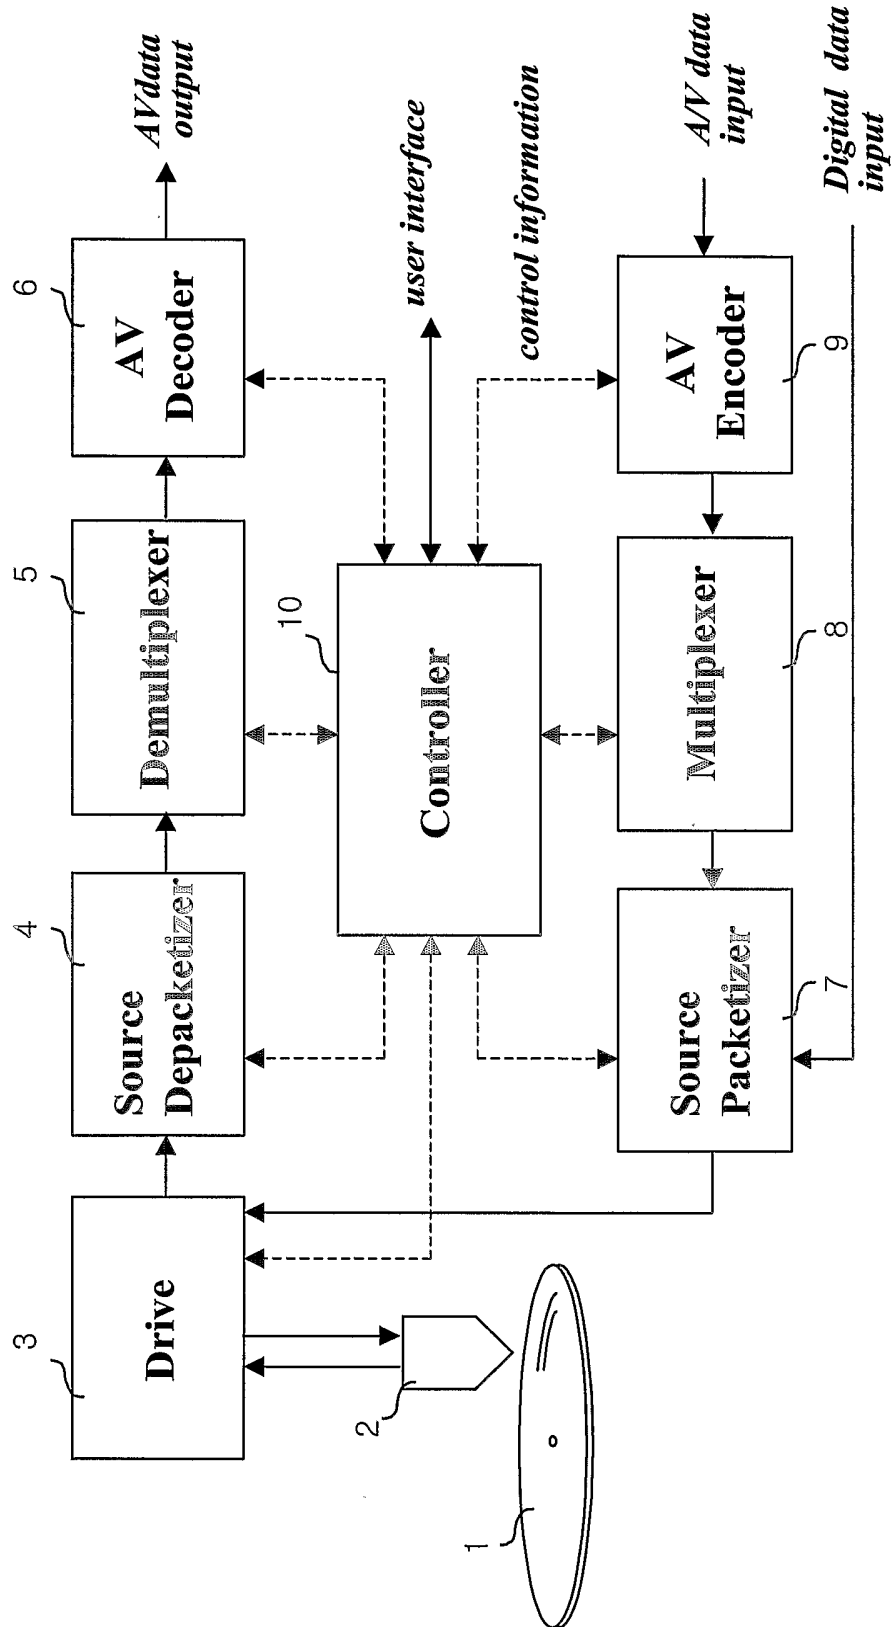 3
Drive
4
Source
Depacketizer
5
Demultiplexer
6
AV
Decoder
AVdata
output
2
1
10
Controller
user interface
control information
Source
Packetizer
7
Multiplexer
8
AV
Encoder
9
A/V data
input
Digital data
input